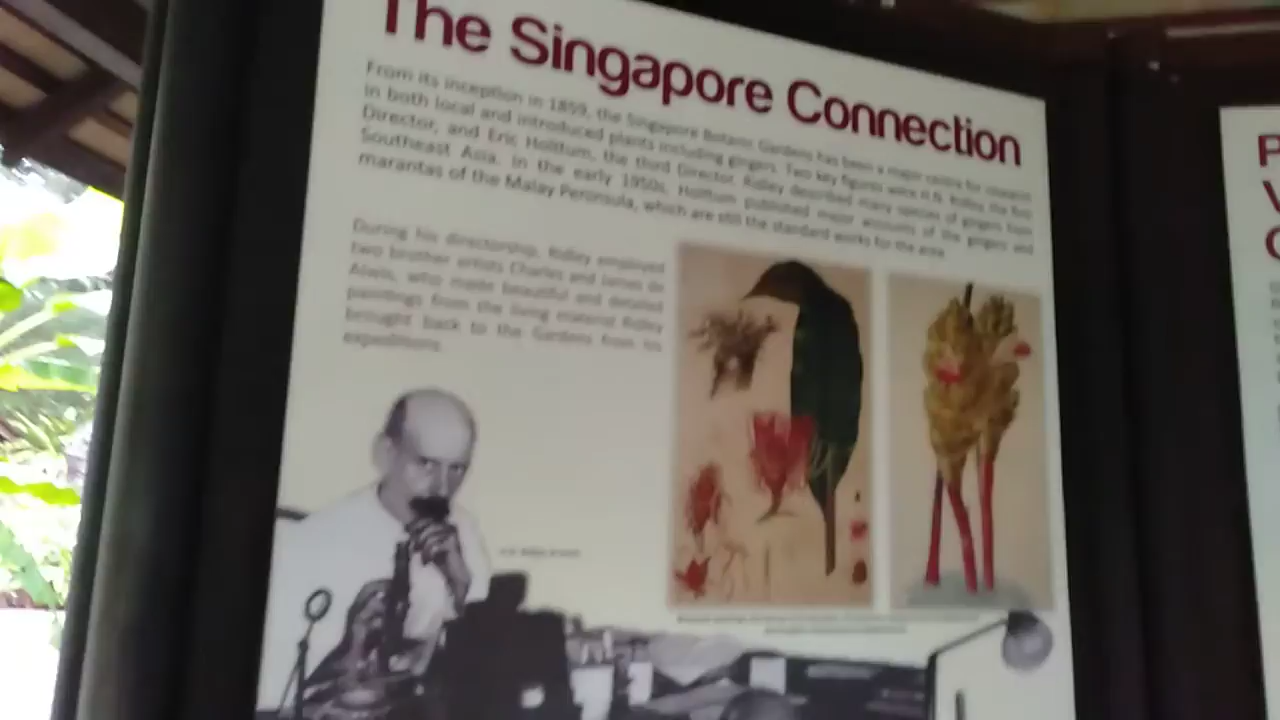 The Singapore Connection
From its inception in 1859, the Singapore Botanic Gardens has been a major centre for research
in both local and introduced plants including gingers. Two key figures were H.N. Ridley, the first
Director, and Eric Holttum, the third Director. Ridley described many species of gingers from
Southeast Asia. In the early 1950s, Holttum published major accounts of the gingers and
marantas of the Malay Peninsula, which are still the standard works for the area.
During his directorship, Ridley employed
two brother artists Charles and James de
Alwis, who made beautiful and detailed
paintings from the living material Ridley
brought back to the Gardens from his
expeditions.
P
V